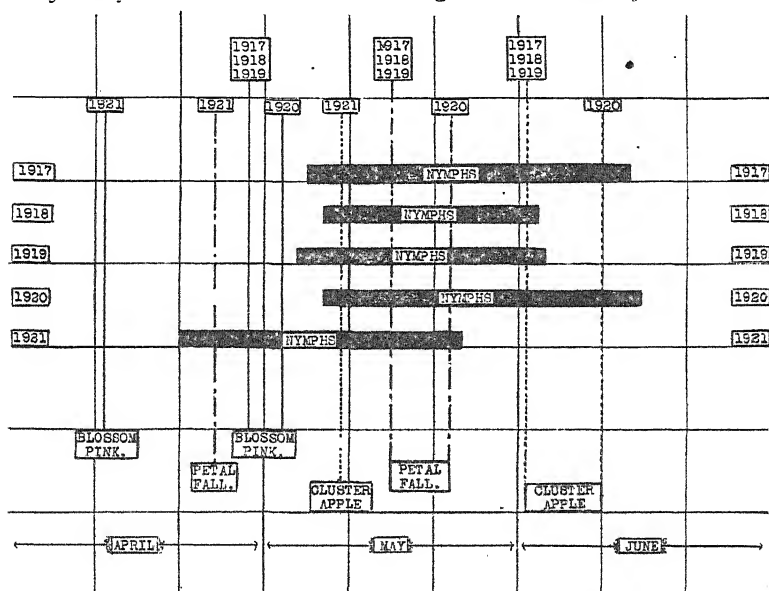 1917 1917 1917
1918 1918 1918
1919 1919 1919
1921 1921 1920 1921 1920 1920
1917 NYMPHS 1917
1918 NYMPHS 1918
1919 NYMPHS 1919
1920 NYMPHS 1920
1921 NYMPHS 1921
BLOSSOM PINK.
BLOSSOM PINK.
PETAL FALL.
PETAL FALL.
CLUSTER APPLE
CLUSTER APPLE
APRIL MAY JUNE